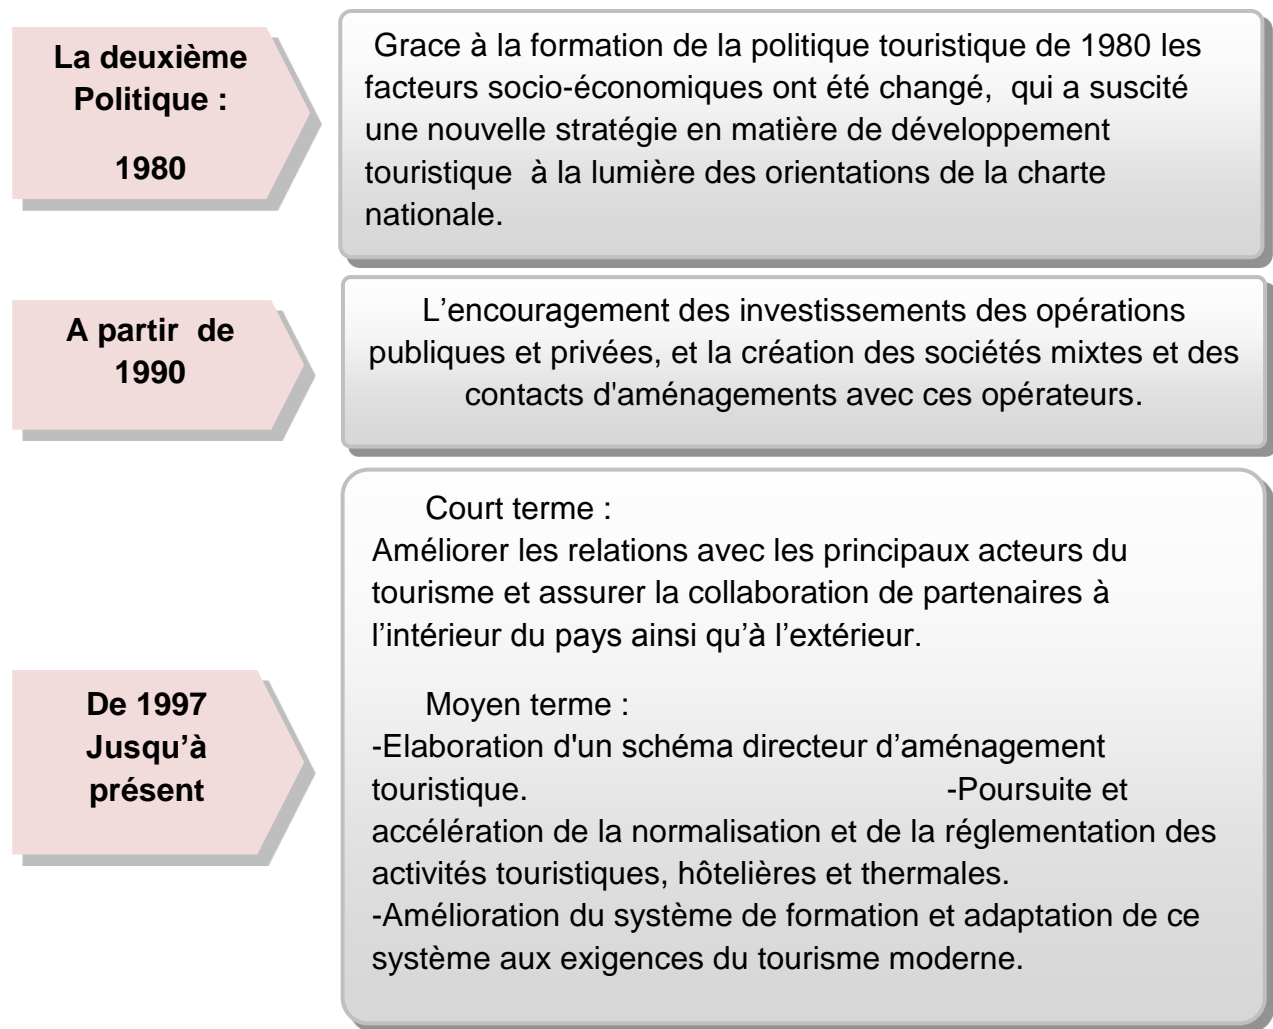 La deuxième
Politique :
1980
Grace à la formation de la politique touristique de 1980 les
facteurs socio-économiques ont été changé, qui a suscité
une nouvelle stratégie en matière de développement
touristique à la lumière des orientations de la charte
nationale.
A partir de
1990
L’encouragement des investissements des opérations
publiques et privées, et la création des sociétés mixtes et des
contacts d'aménagements avec ces opérateurs.
De 1997
Jusqu’à
présent
Court terme :
Améliorer les relations avec les principaux acteurs du
tourisme et assurer la collaboration de partenaires à
l’intérieur du pays ainsi qu’à l’extérieur.
Moyen terme :
-Elaboration d'un schéma directeur d’aménagement
touristique. -Poursuite et
accélération de la normalisation et de la réglementation des
activités touristiques, hôtelières et thermales.
-Amélioration du système de formation et adaptation de ce
système aux exigences du tourisme moderne.